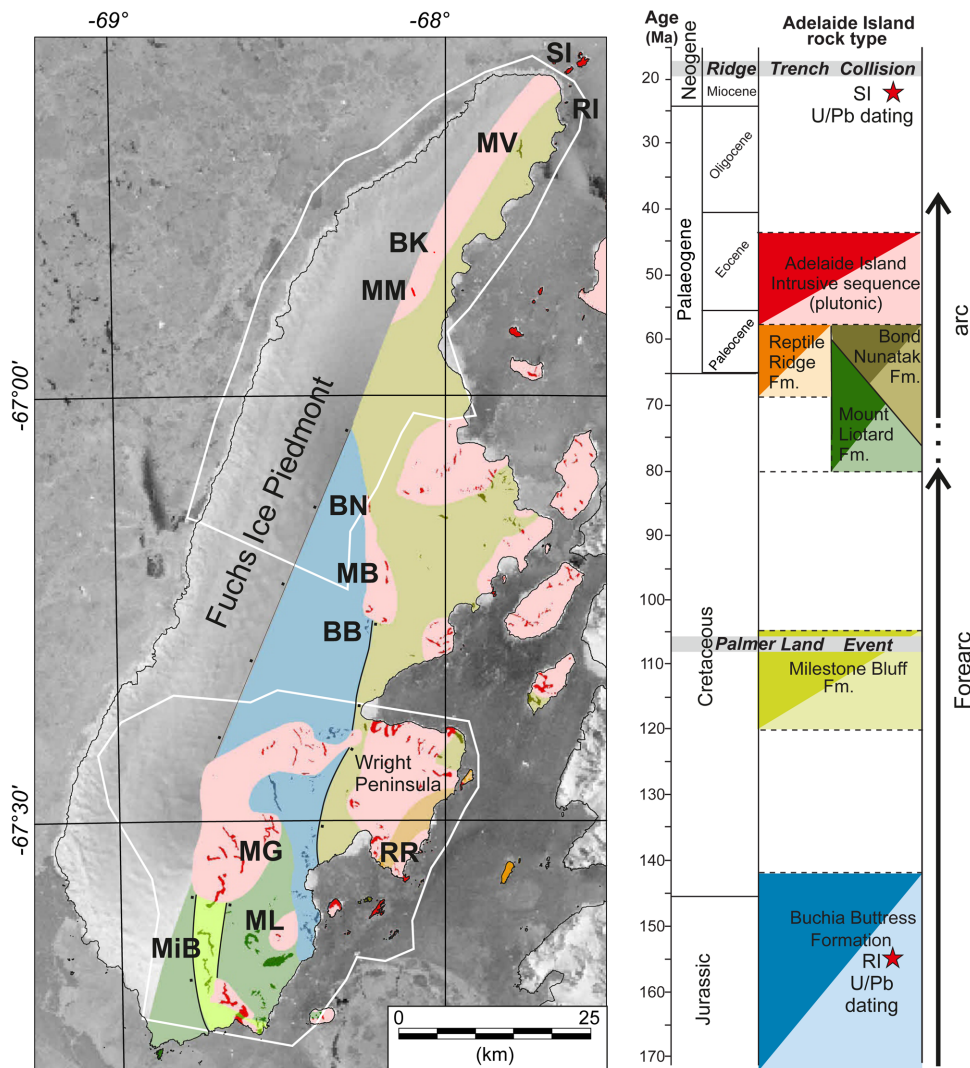 -69°
-68°
SI
RI
MV
BK
MM
-67°00'
Fuchs Ice Piedmont
BN
MB
BB
Wright
Peninsula
-67°30'
MG
RR
ML
MiB
0 25
(km)
Age
(Ma)
Adelaide Island
rock type
Neogene
Miocene
Ridge Trench Collision
SI
U/Pb dating
Palaeogene
Oligocene
Eocene
Paleocene
Adelaide Island
Intrusive sequence
(plutonic)
Reptile
Ridge
Fm.
Bond
Nunatak
Fm.
Mount
Liotard
Fm.
arc
Cretaceous
Palmer Land Event
Milestone Bluff
Fm.
Forearc
Jurassic
Buchia Buttress
Formation
RI
U/Pb
dating
20
30
40
50
60
70
80
90
100
110
120
130
140
150
160
170